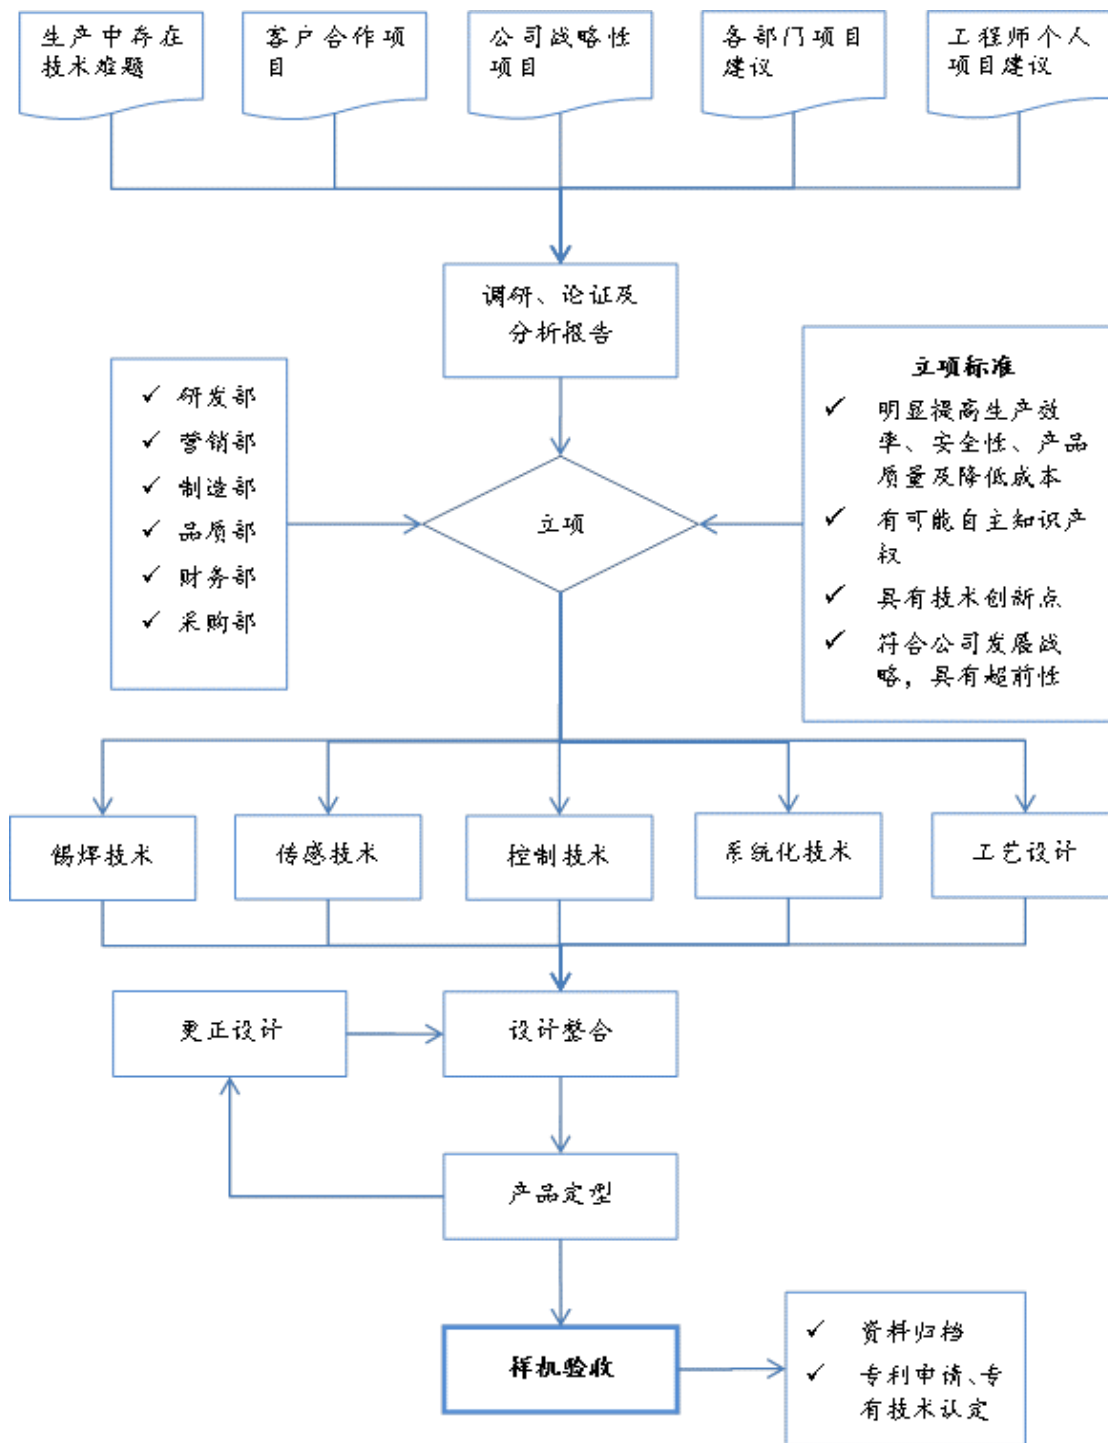 生产中存在
技术难题
客户合作项
目
公司战略性
项目
各部门项目
建议
工程师个人
项目建议
调研、论证及
分析报告
✓ 研发部
✓ 营销部
✓ 制造部
✓ 品质部
✓ 财务部
✓ 采购部
立项
立项标准
✓ 明显提高生产效
率、安全性、产品
质量及降低成本
✓ 有可能自主知识产
权
✓ 具有技术创新点
✓ 符合公司发展战
略，具有超前性
锡焊技术
传感技术
控制技术
系统化技术
工艺设计
更正设计
设计整合
产品定型
样机验收
✓ 资料归档
✓ 专利申请、专
有技术认定